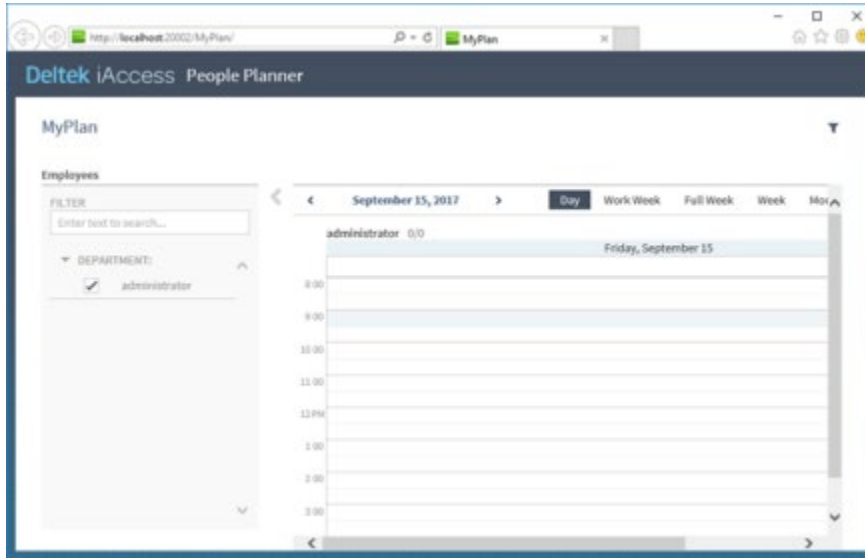 http://localhost:20002/MyPlan/
MyPlan
Deltek iAccess People Planner
MyPlan
Employees
FILTER
Enter text to search...
DEPARTMENT:
administrator
September 15, 2017
Day Work Week Full Week Week Mo
administrator 0/0
Friday, September 15
8:00
9:00
10:00
11:00
12 PM
1:00
2:00
3:00